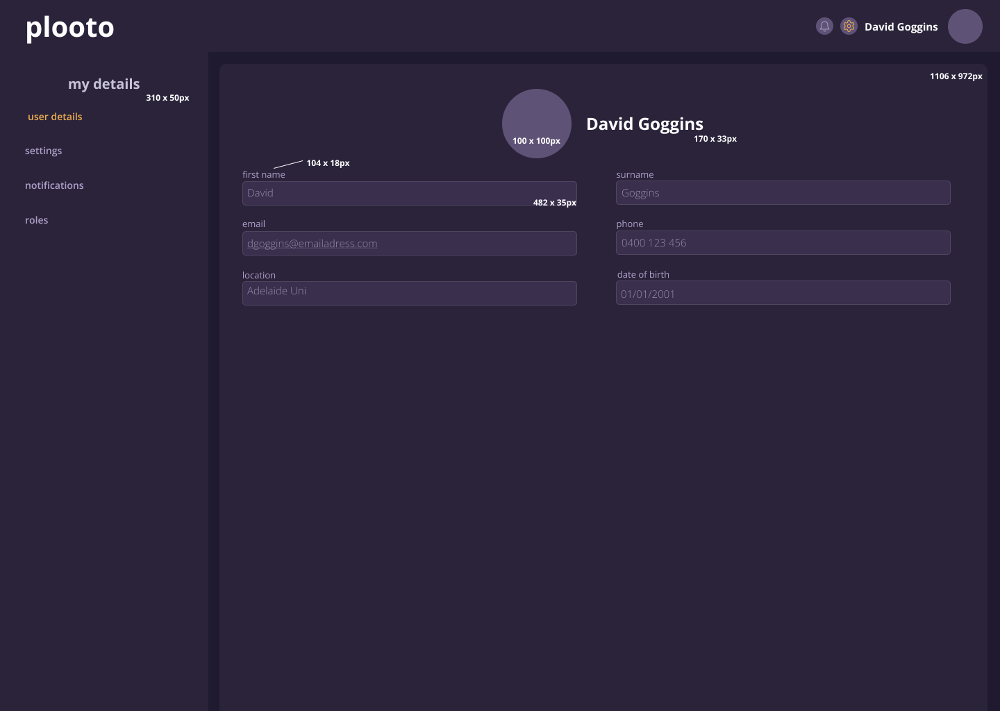 plooto
David Goggins
my details
310 x 50px
user details
settings
notifications
roles
1106 x 972px
100 x 100px
David Goggins
170 x 33px
104 x 18px
first name
David
482 x 35px
surname
Goggins
email
dgoggins@emailadress.com
phone
0400 123 456
location
Adelaide Uni
date of birth
01/01/2001